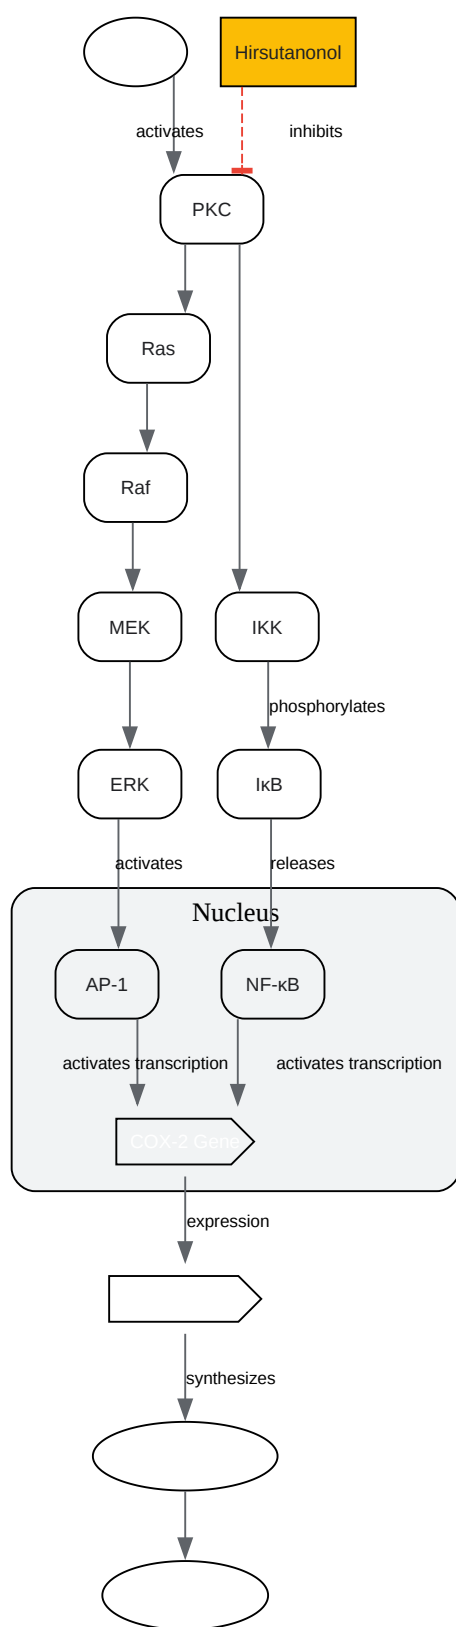 Hirsutanonol
activates
inhibits
PKC
Ras
Raf
MEK
IKK
phosphorylates
ERK
IκB
activates
releases
Nucleus
AP-1
NF-κB
activates transcription
activates transcription
COX-2 Gene
expression
synthesizes